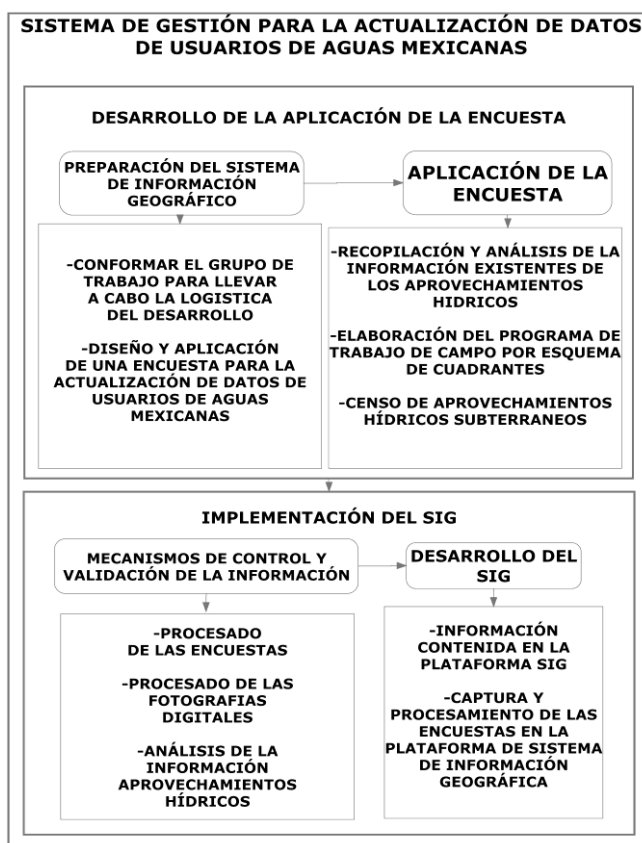 SISTEMA DE GESTIÓN PARA LA ACTUALIZACIÓN DE DATOS
DE USUARIOS DE AGUAS MEXICANAS
DESARROLLO DE LA APLICACIÓN DE LA ENCUESTA
PREPARACIÓN DEL SISTEMA
DE INFORMACIÓN
GEOGRÁFICO
APLICACIÓN DE LA
ENCUESTA
-CONFORMAR EL GRUPO DE
TRABAJO PARA LLEVAR
A CABO LA LOGISTICA
DEL DESARROLLO
-DISEÑO Y APLICACIÓN
DE UNA ENCUESTA PARA LA
ACTUALIZACIÓN DE DATOS DE
USUARIOS DE AGUAS
MEXICANAS
-RECOPILACIÓN Y ANÁLISIS DE LA
INFORMACIÓN EXISTENTES DE
LOS APROVECHAMIENTOS
HIDRICOS
-ELABORACIÓN DEL PROGRAMA DE
TRABAJO DE CAMPO POR ESQUEMA
DE CUADRANTES
-CENSO DE APROVECHAMIENTOS
HÍDRICOS SUBTERRANEOS
IMPLEMENTACIÓN DEL SIG
MECANISMOS DE CONTROL Y
VALIDACIÓN DE LA INFORMACIÓN
DESARROLLO DEL
SIG
-PROCESADO
DE LAS ENCUESTAS
-PROCESADO DE LAS
FOTOGRAFIAS
DIGITALES
-ANÁLISIS DE LA
INFORMACIÓN
APROVECHAMIENTOS
HÍDRICOS
-INFORMACIÓN
CONTENIDA EN LA
PLATAFORMA SIG
-CAPTURA Y
PROCESAMIENTO DE LAS
ENCUESTAS EN LA
PLATAFORMA DE SISTEMA
DE INFORMACIÓN
GEOGRÁFICA